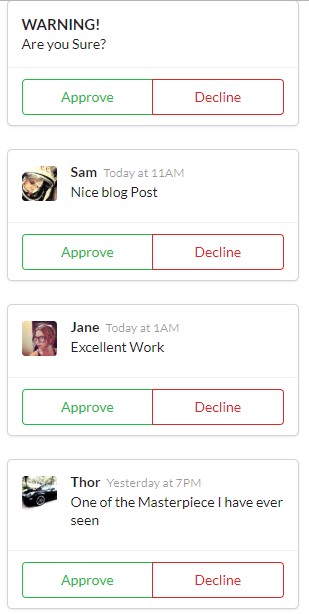 WARNING!
Are you Sure?
Approve Decline
Sam Today at 11AM
Nice blog Post
Approve Decline
Jane Today at 1AM
Excellent Work
Approve Decline
Thor Yesterday at 7PM
One of the Masterpiece I have ever
seen
Approve Decline